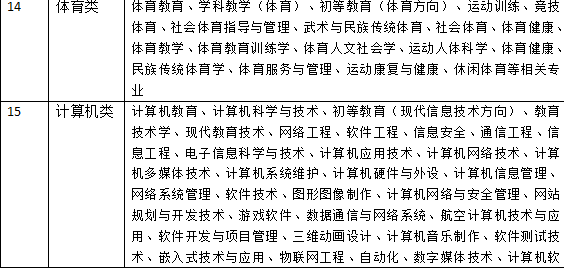 14 体育类 体育教育、学科教学（体育）、初等教育（体育方向）、运动训练、竞技
体育、社会体育指导与管理、武术与民族传统体育、社会体育、体育健康、
体育教学、体育教育训练学、体育人文社会学、运动人体科学、体育健康、
民族传统体育学、体育服务与管理、运动康复与健康、休闲体育等相关专
业
15 计算机类 计算机教育、计算机科学与技术、初等教育（现代信息技术方向）、教育
技术学、现代教育技术、网络工程、软件工程、信息安全、通信工程、信
息工程、电子信息科学与技术、计算机应用技术、计算机网络技术、计算
机多媒体技术、计算机系统维护、计算机硬件与外设、计算机信息管理、
网络系统管理、软件技术、图形图像制作、计算机网络与安全管理、网站
规划与开发技术、游戏软件、数据通信与网络系统、航空计算机技术与应
用、软件开发与项目管理、三维动画设计、计算机音乐制作、软件测试技
术、嵌入式技术与应用、物联网工程、自动化、数字媒体技术、计算机软